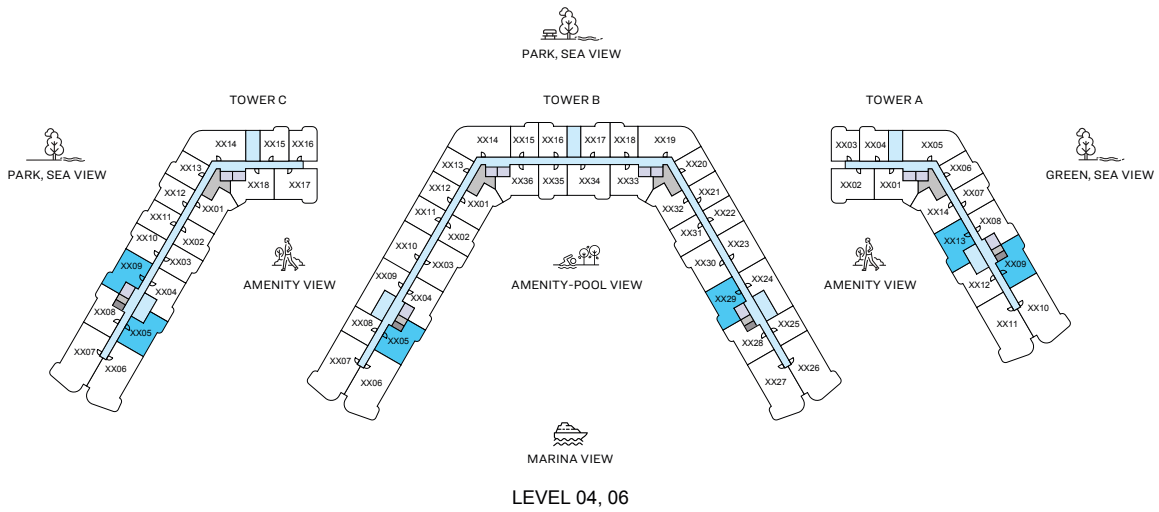 PARK, SEA VIEW
TOWER C
TOWER B
TOWER A
PARK, SEA VIEW
GREEN, SEA VIEW
XX14
XX15
XX16
XX13
XX12
XX11
XX10
XX09
XX08
XX07
XX06
XX05
XX04
XX03
XX02
XX01
XX18
XX17
AMENITY VIEW
XX14
XX15
XX16
XX17
XX18
XX19
XX13
XX12
XX11
XX10
XX09
XX08
XX07
XX06
XX05
XX04
XX03
XX02
XX01
XX36
XX35
XX34
XX33
XX32
XX31
XX30
XX29
XX28
XX27
XX26
XX25
XX24
XX23
XX22
XX21
XX20
AMENITY-POOL VIEW
AMENITY VIEW
XX03
XX04
XX05
XX02
XX01
XX06
XX07
XX08
XX09
XX10
XX11
XX12
XX13
XX14
MARINA VIEW
LEVEL 04, 06